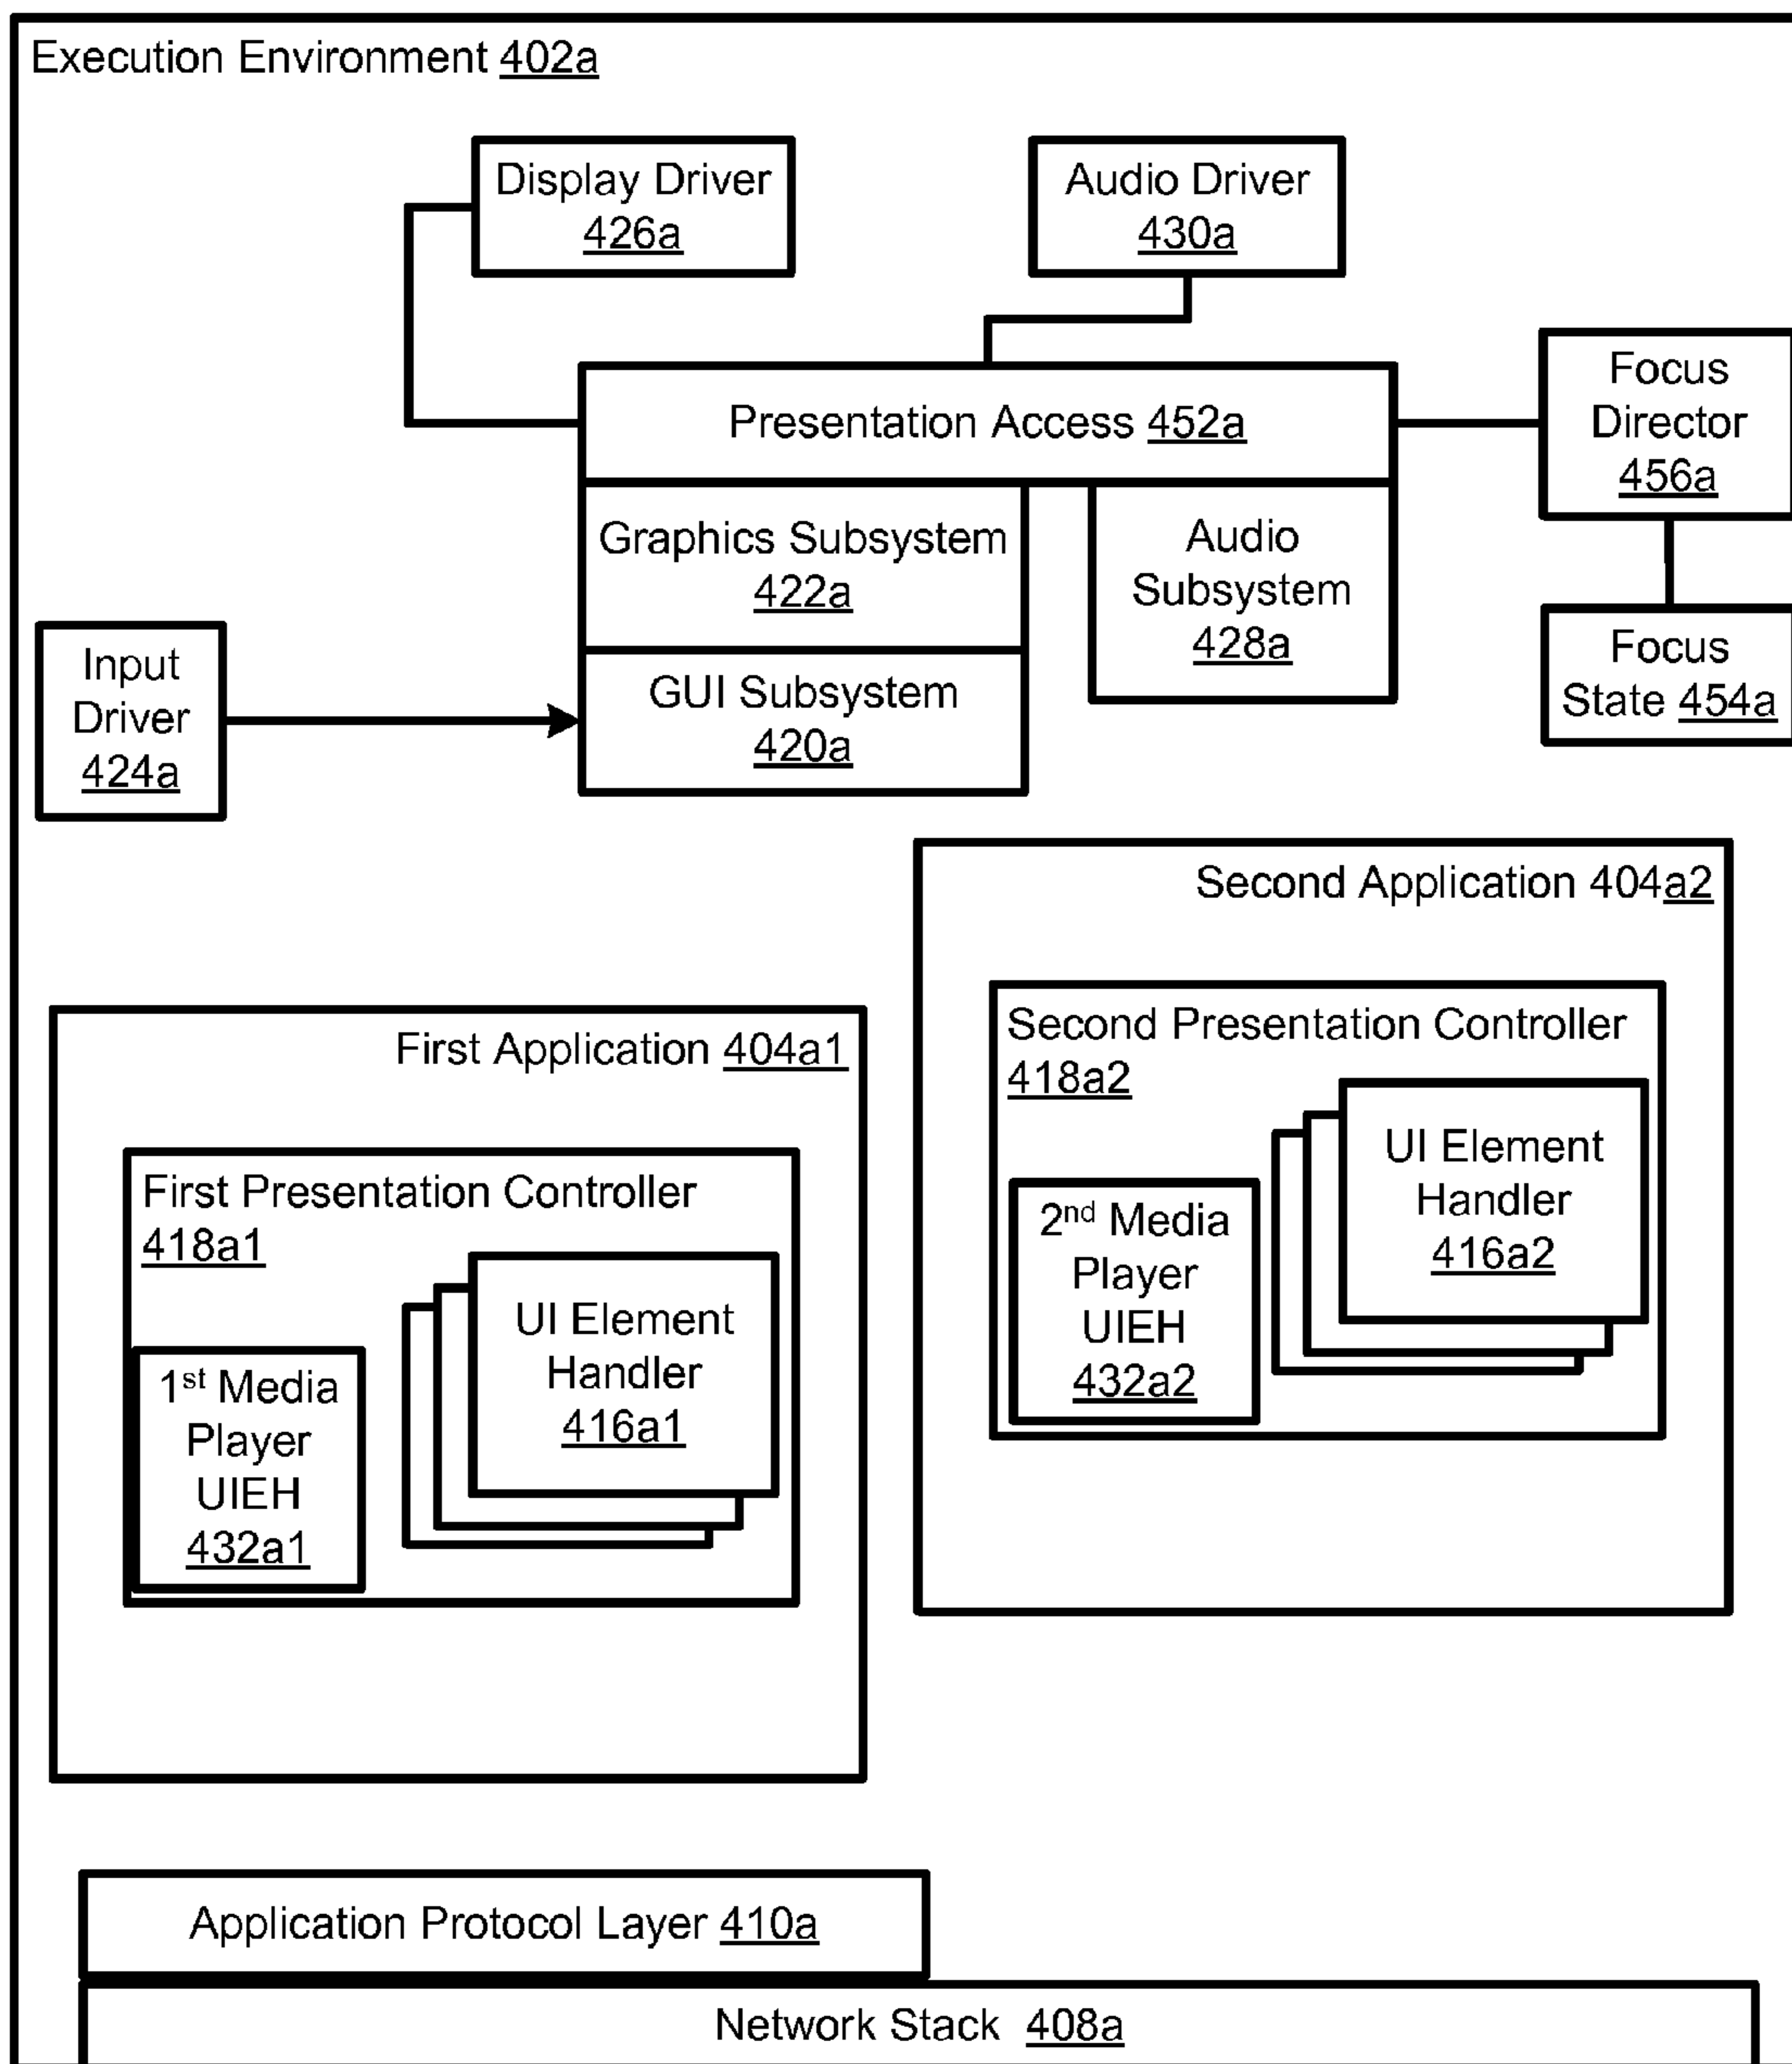 Execution Environment 402a
Display Driver
426a
Audio Driver
430a
Presentation Access 452a
Focus
Director
456a
Graphics Subsystem
422a
Audio
Subsystem
428a
Input
Driver
424a
GUI Subsystem
420a
Focus
State 454a
Second Application 404a2
Second Presentation Controller
418a2
UI Element
Handler
416a2
2nd Media
Player
UIEH
432a2
First Application 404a1
First Presentation Controller
418a1
UI Element
Handler
416a1
1st Media
Player
UIEH
432a1
Application Protocol Layer 410a
Network Stack 408a